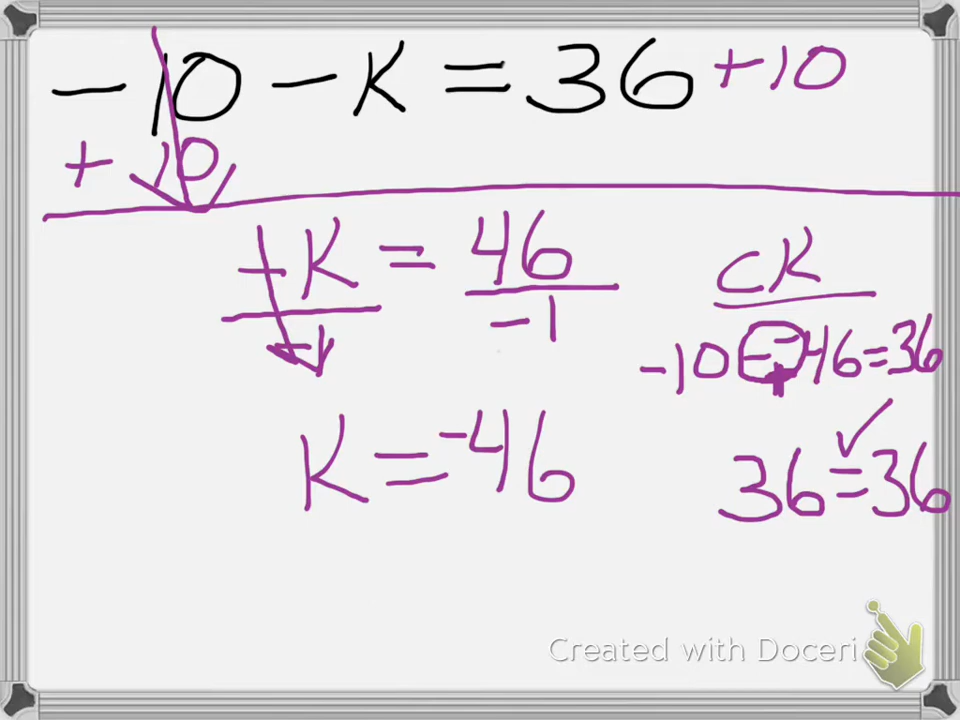 -10 - K = 36 +10
+ 10
-K = 46
-1 -1
K = -46
CK
-10 - -46 = 36
+
36 = 36 ✓
Created with Doceri